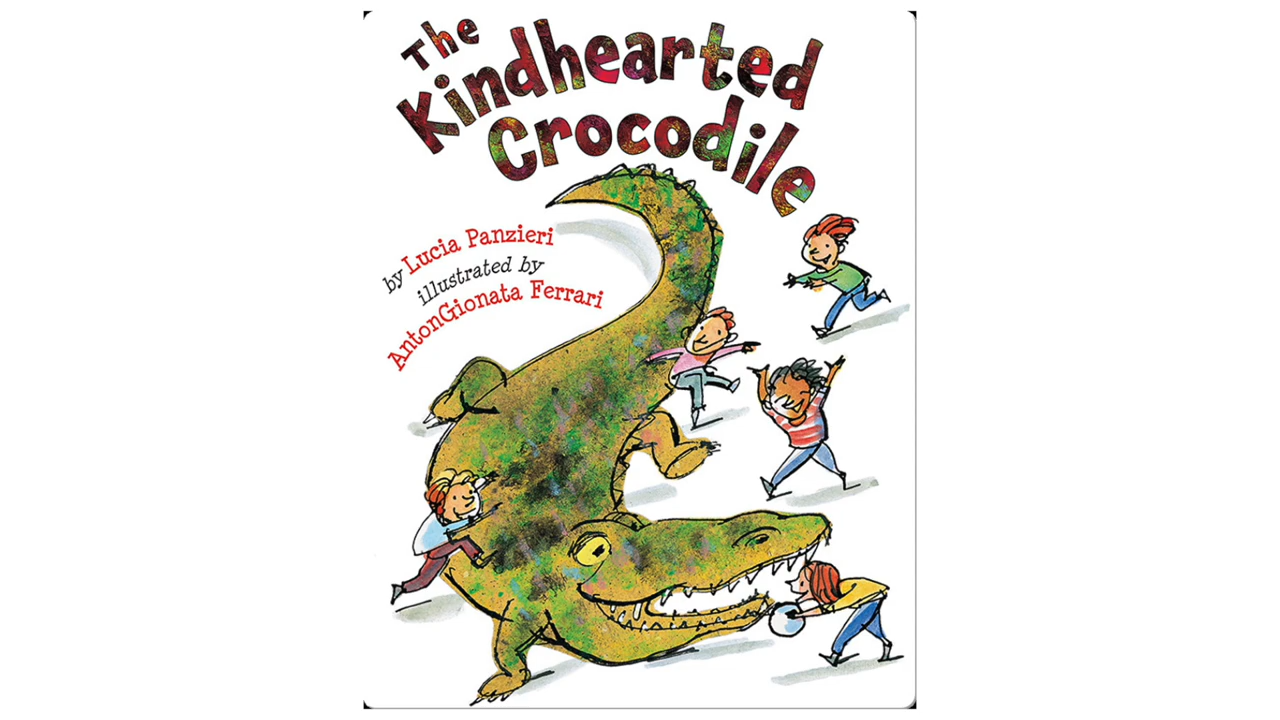 The
Kindhearted
Crocodile
by Lucia Panzieri
illustrated by
AntonGionata Ferrari